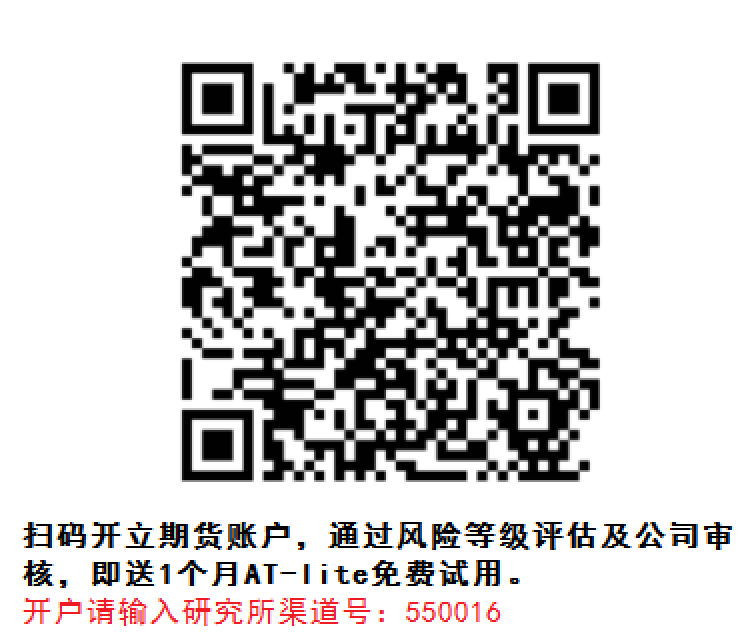 扫码开立期货账户，通过风险等级评估及公司审
核，即送1个月AT-lite免费试用。
开户请输入研究所渠道号：550016